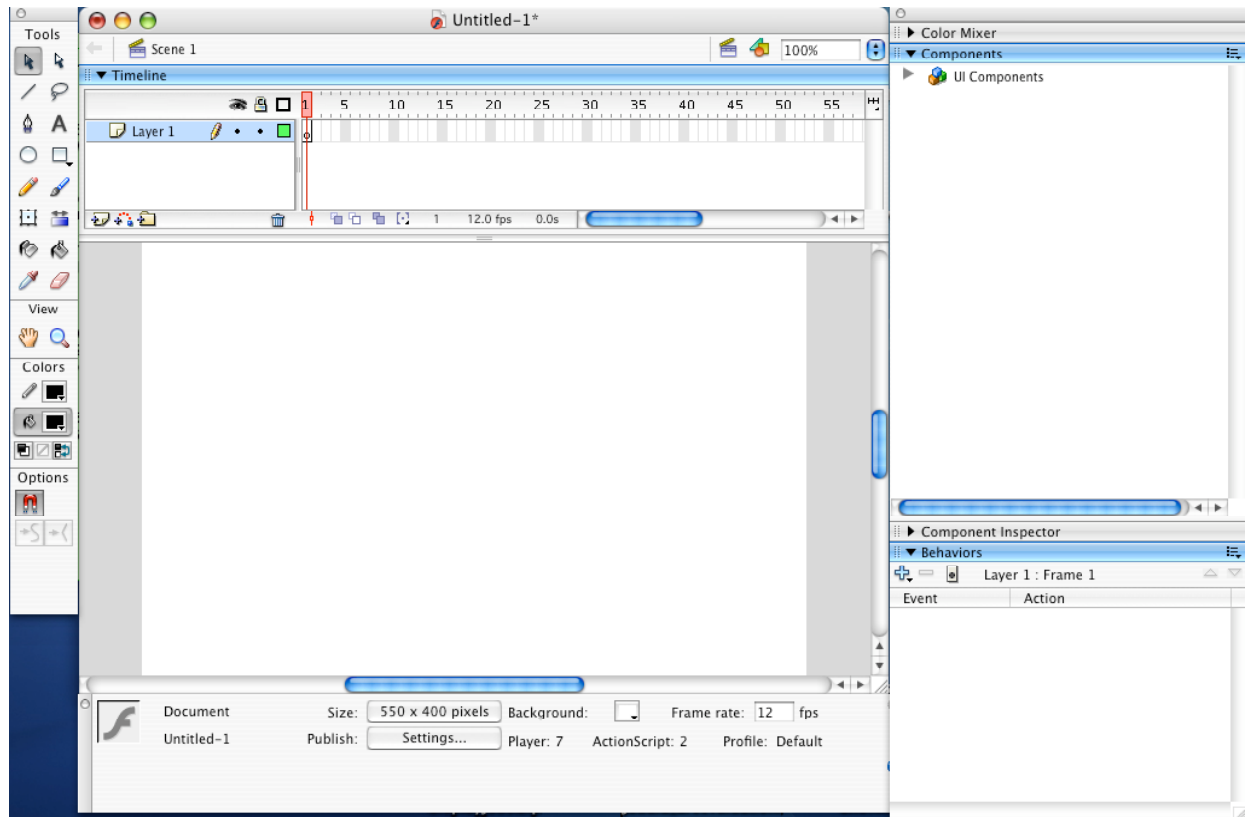 Tools
View
Colors
Options
A
Untitled-1*
Scene 1
100%
Timeline
1 5 10 15 20 25 30 35 40 45 50 55
Layer 1
1 12.0 fps 0.0s
Document Size: 550 x 400 pixels Background: Frame rate: 12 fps
Untitled-1 Publish: Settings... Player: 7 ActionScript: 2 Profile: Default
Color Mixer
Components
UI Components
Component Inspector
Behaviors
Layer 1 : Frame 1
Event Action